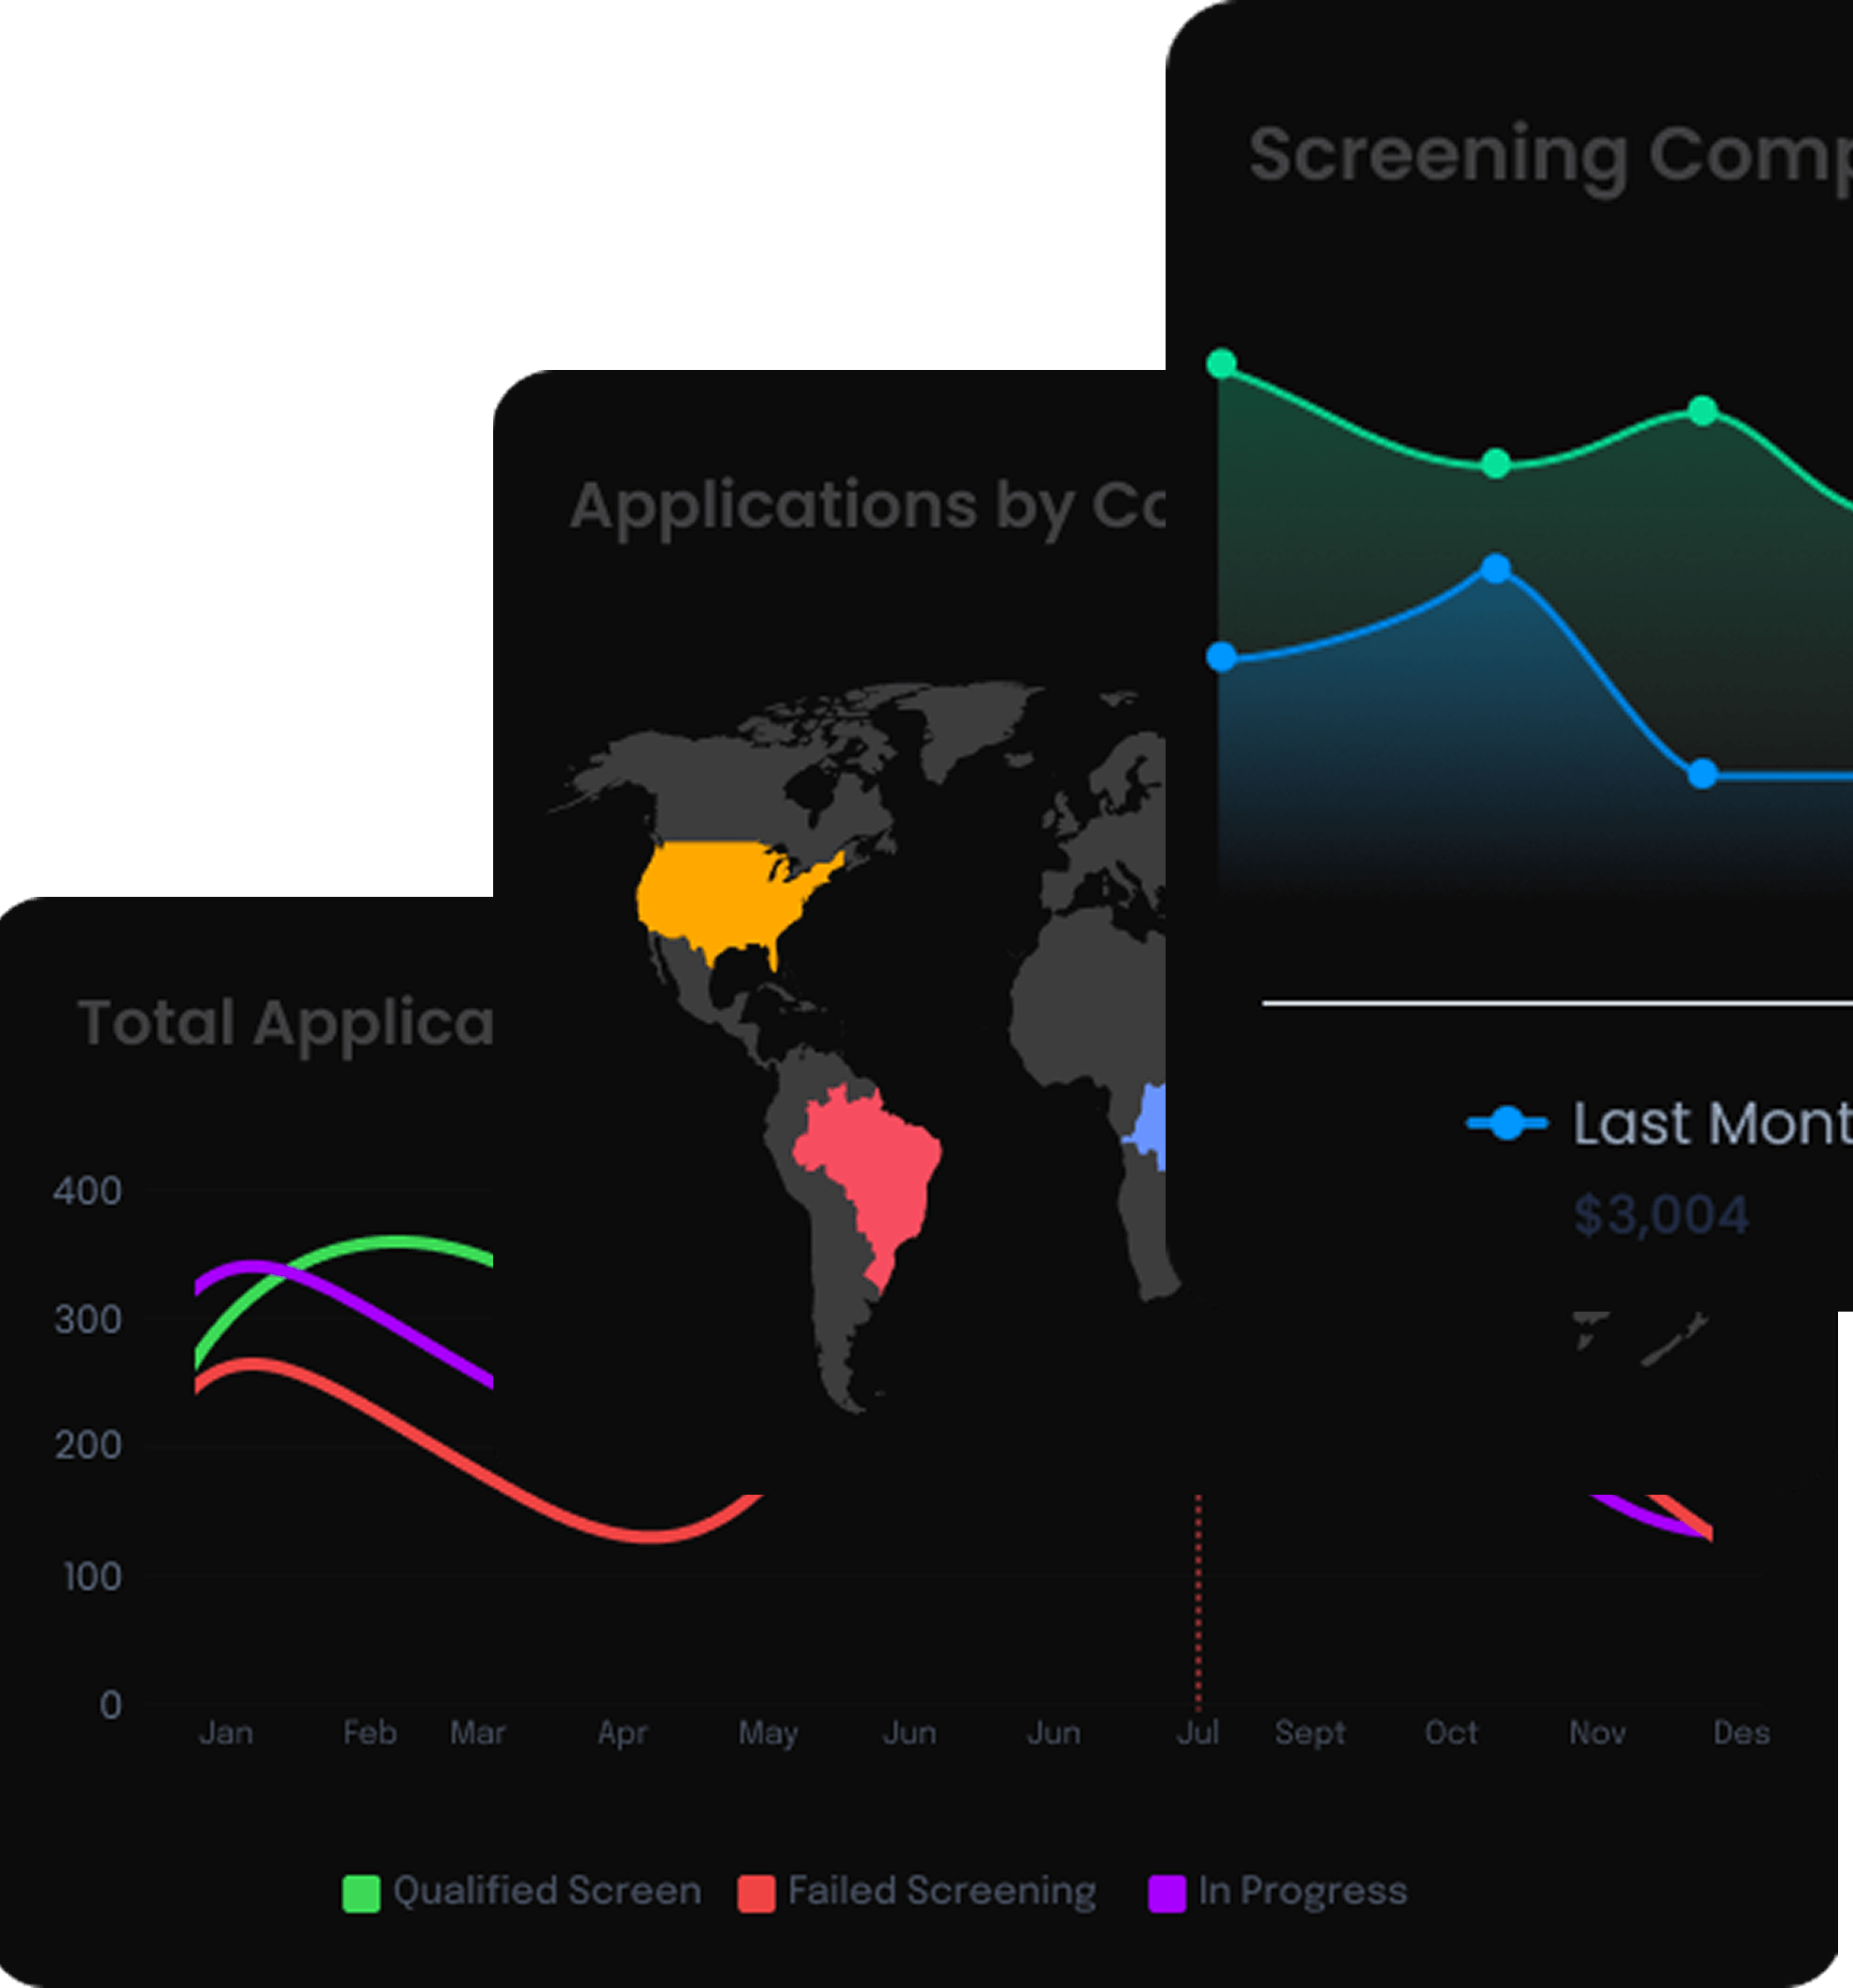 Screening Comp
Applications by Co
Total Applica
Last Mont
$3,004
400
300
200
100
0
Jan Feb Mar Apr May Jun Jun Jul Sept Oct Nov Des
Qualified Screen Failed Screening In Progress